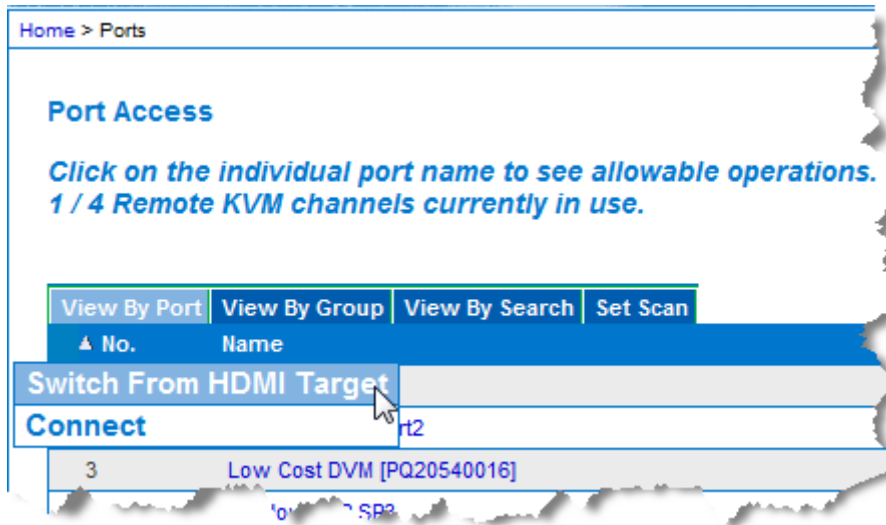 Home > Ports
Port Access
Click on the individual port name to see allowable operations.
1 / 4 Remote KVM channels currently in use.
View By Port View By Group View By Search Set Scan
▲ No. Name
Switch From HDMI Target
Connect
3 Low Cost DVM [PQ20540016]